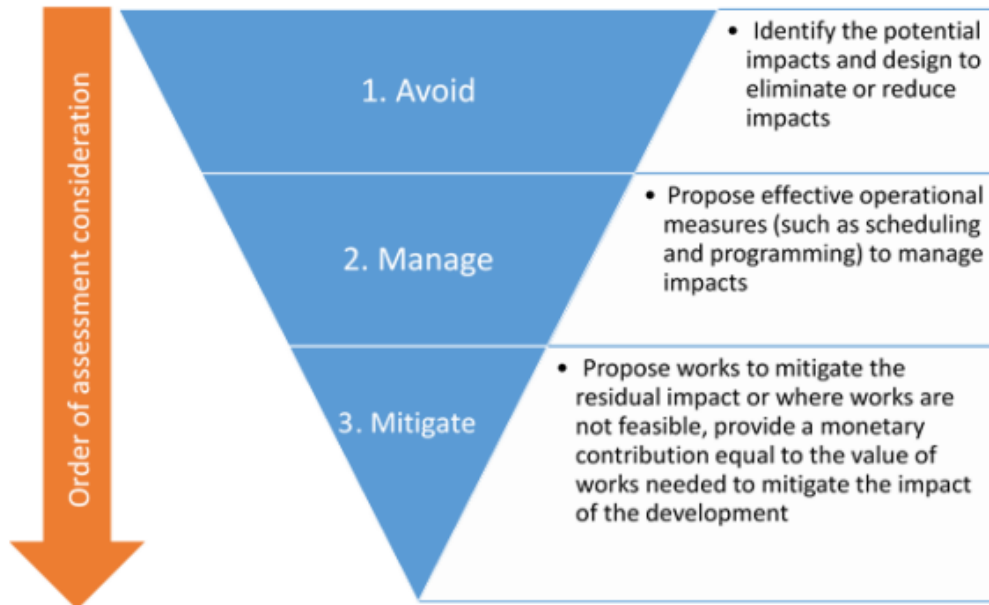 Order of assessment consideration
1. Avoid
• Identify the potential
impacts and design to
eliminate or reduce
impacts
2. Manage
• Propose effective operational
measures (such as scheduling
and programming) to manage
impacts
3. Mitigate
• Propose works to mitigate the
residual impact or where works are
not feasible, provide a monetary
contribution equal to the value of
works needed to mitigate the impact
of the development